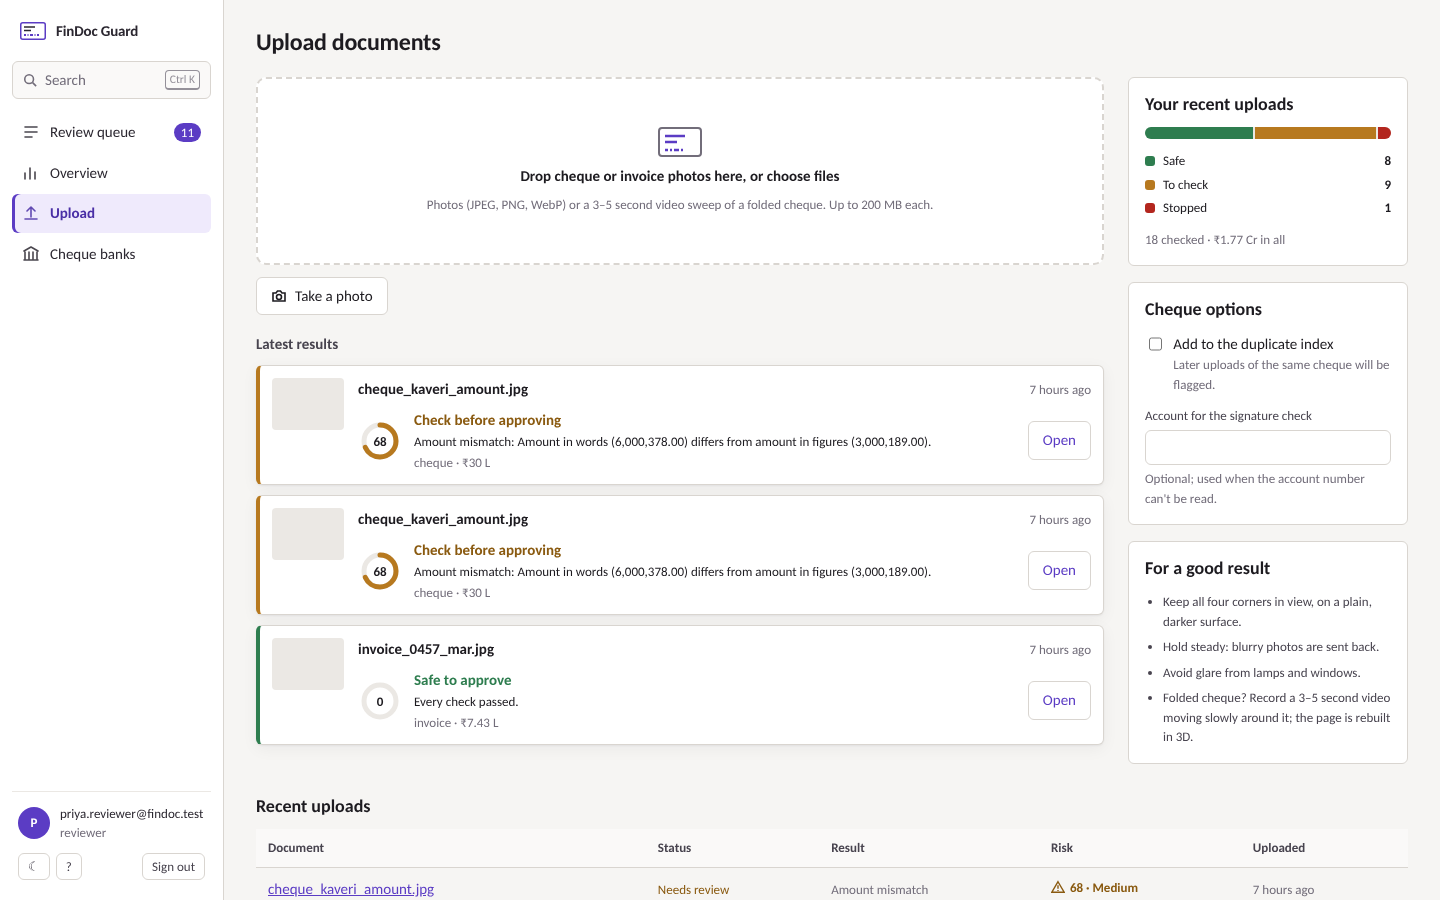 FinDoc Guard
Search Ctrl K
Review queue 11
Overview
Upload
Cheque banks
priya.reviewer@findoc.test
P
reviewer
? Sign out
Upload documents
Drop cheque or invoice photos here, or choose files
Photos (JPEG, PNG, WebP) or a 3–5 second video sweep of a folded cheque. Up to 200 MB each.
Take a photo
Latest results
cheque_kaveri_amount.jpg 7 hours ago
Check before approving
68 Amount mismatch: Amount in words (6,000,378.00) differs from amount in figures (3,000,189.00). Open
cheque · ₹30 L
cheque_kaveri_amount.jpg 7 hours ago
Check before approving
68 Amount mismatch: Amount in words (6,000,378.00) differs from amount in figures (3,000,189.00). Open
cheque · ₹30 L
invoice_0457_mar.jpg 7 hours ago
Safe to approve
0 Every check passed. Open
invoice · ₹7.43 L
Your recent uploads
Safe 8
To check 9
Stopped 1
18 checked · ₹1.77 Cr in all
Cheque options
Add to the duplicate index
Later uploads of the same cheque will be
flagged.
Account for the signature check
Optional; used when the account number
can't be read.
For a good result
• Keep all four corners in view, on a plain,
darker surface.
• Hold steady: blurry photos are sent back.
• Avoid glare from lamps and windows.
• Folded cheque? Record a 3–5 second video
moving slowly around it; the page is rebuilt
in 3D.
Recent uploads
Document Status Result Risk Uploaded
cheque_kaveri_amount.jpg Needs review Amount mismatch 68 · Medium 7 hours ago